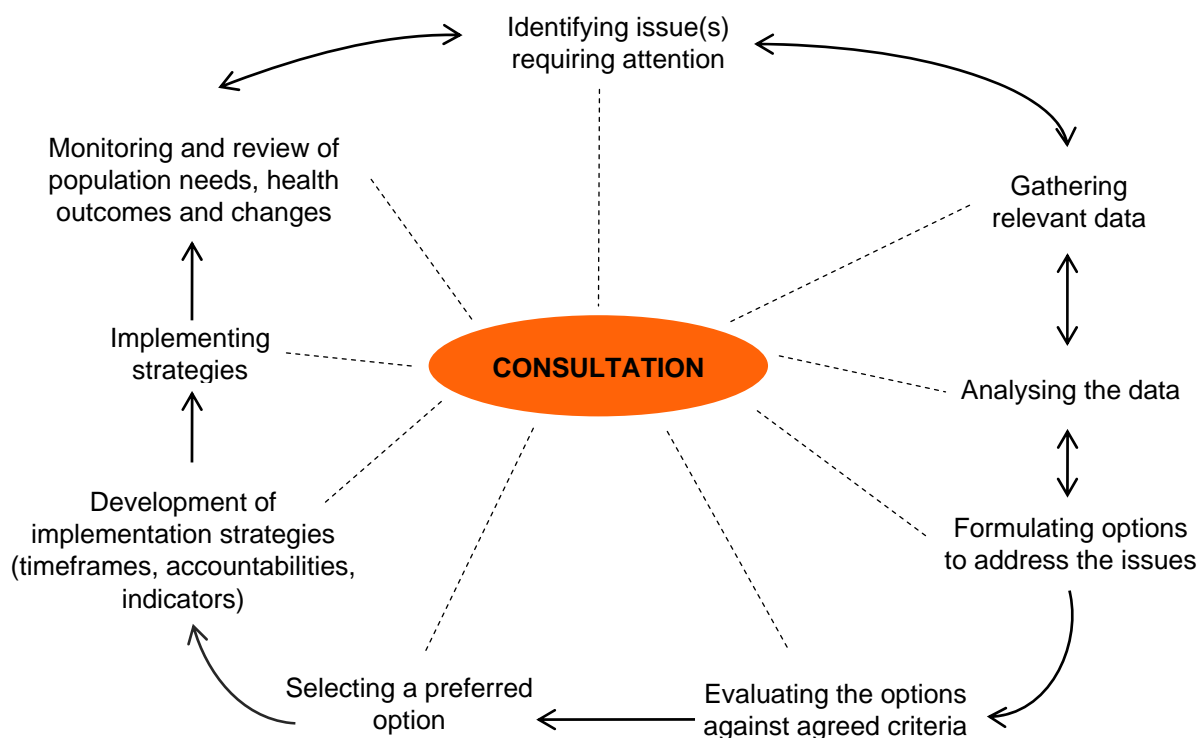 Identifying issue(s)
requiring attention
Monitoring and review of
population needs, health
outcomes and changes
Gathering
relevant data
Implementing
strategies
CONSULTATION
Analysing the data
Development of
implementation strategies
(timeframes, accountabilities,
indicators)
Formulating options
to address the issues
Selecting a preferred
option
Evaluating the options
against agreed criteria